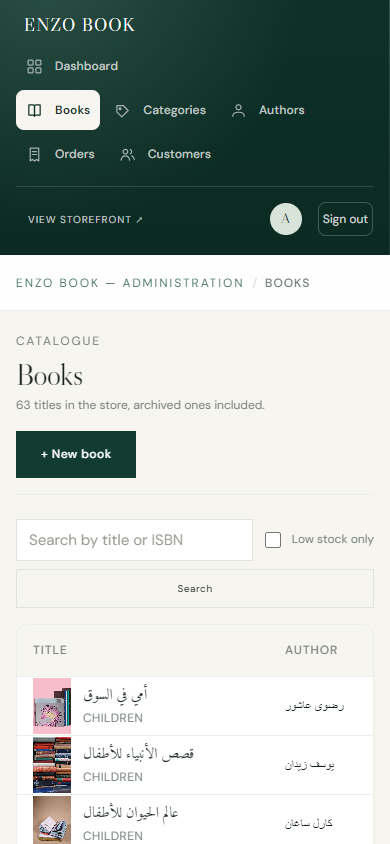 ENZO BOOK
Dashboard
Books
Categories
Authors
Orders
Customers
VIEW STOREFRONT ↗
A
Sign out
ENZO BOOK — ADMINISTRATION / BOOKS
CATALOGUE
Books
63 titles in the store, archived ones included.
+ New book
Search by title or ISBN
Low stock only
Search
TITLE
AUTHOR
أمي في السوق
CHILDREN
رضوى عاشور
قصص الأنبياء للأطفال
CHILDREN
يوسف زيدان
عالم الحيوان للأطفال
CHILDREN
كارل ساغان